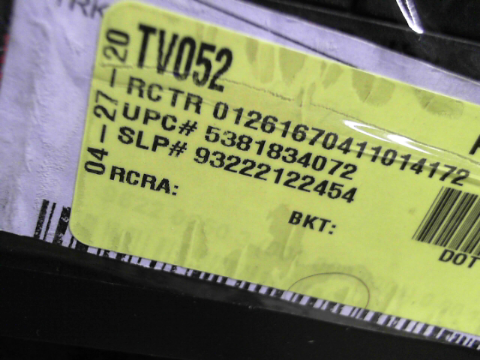 TRK
04-27-20
TV052
RCTR 01261670411014172
UPC# 5381834072
SLP# 93222122454
RCRA:
BKT:
DOT